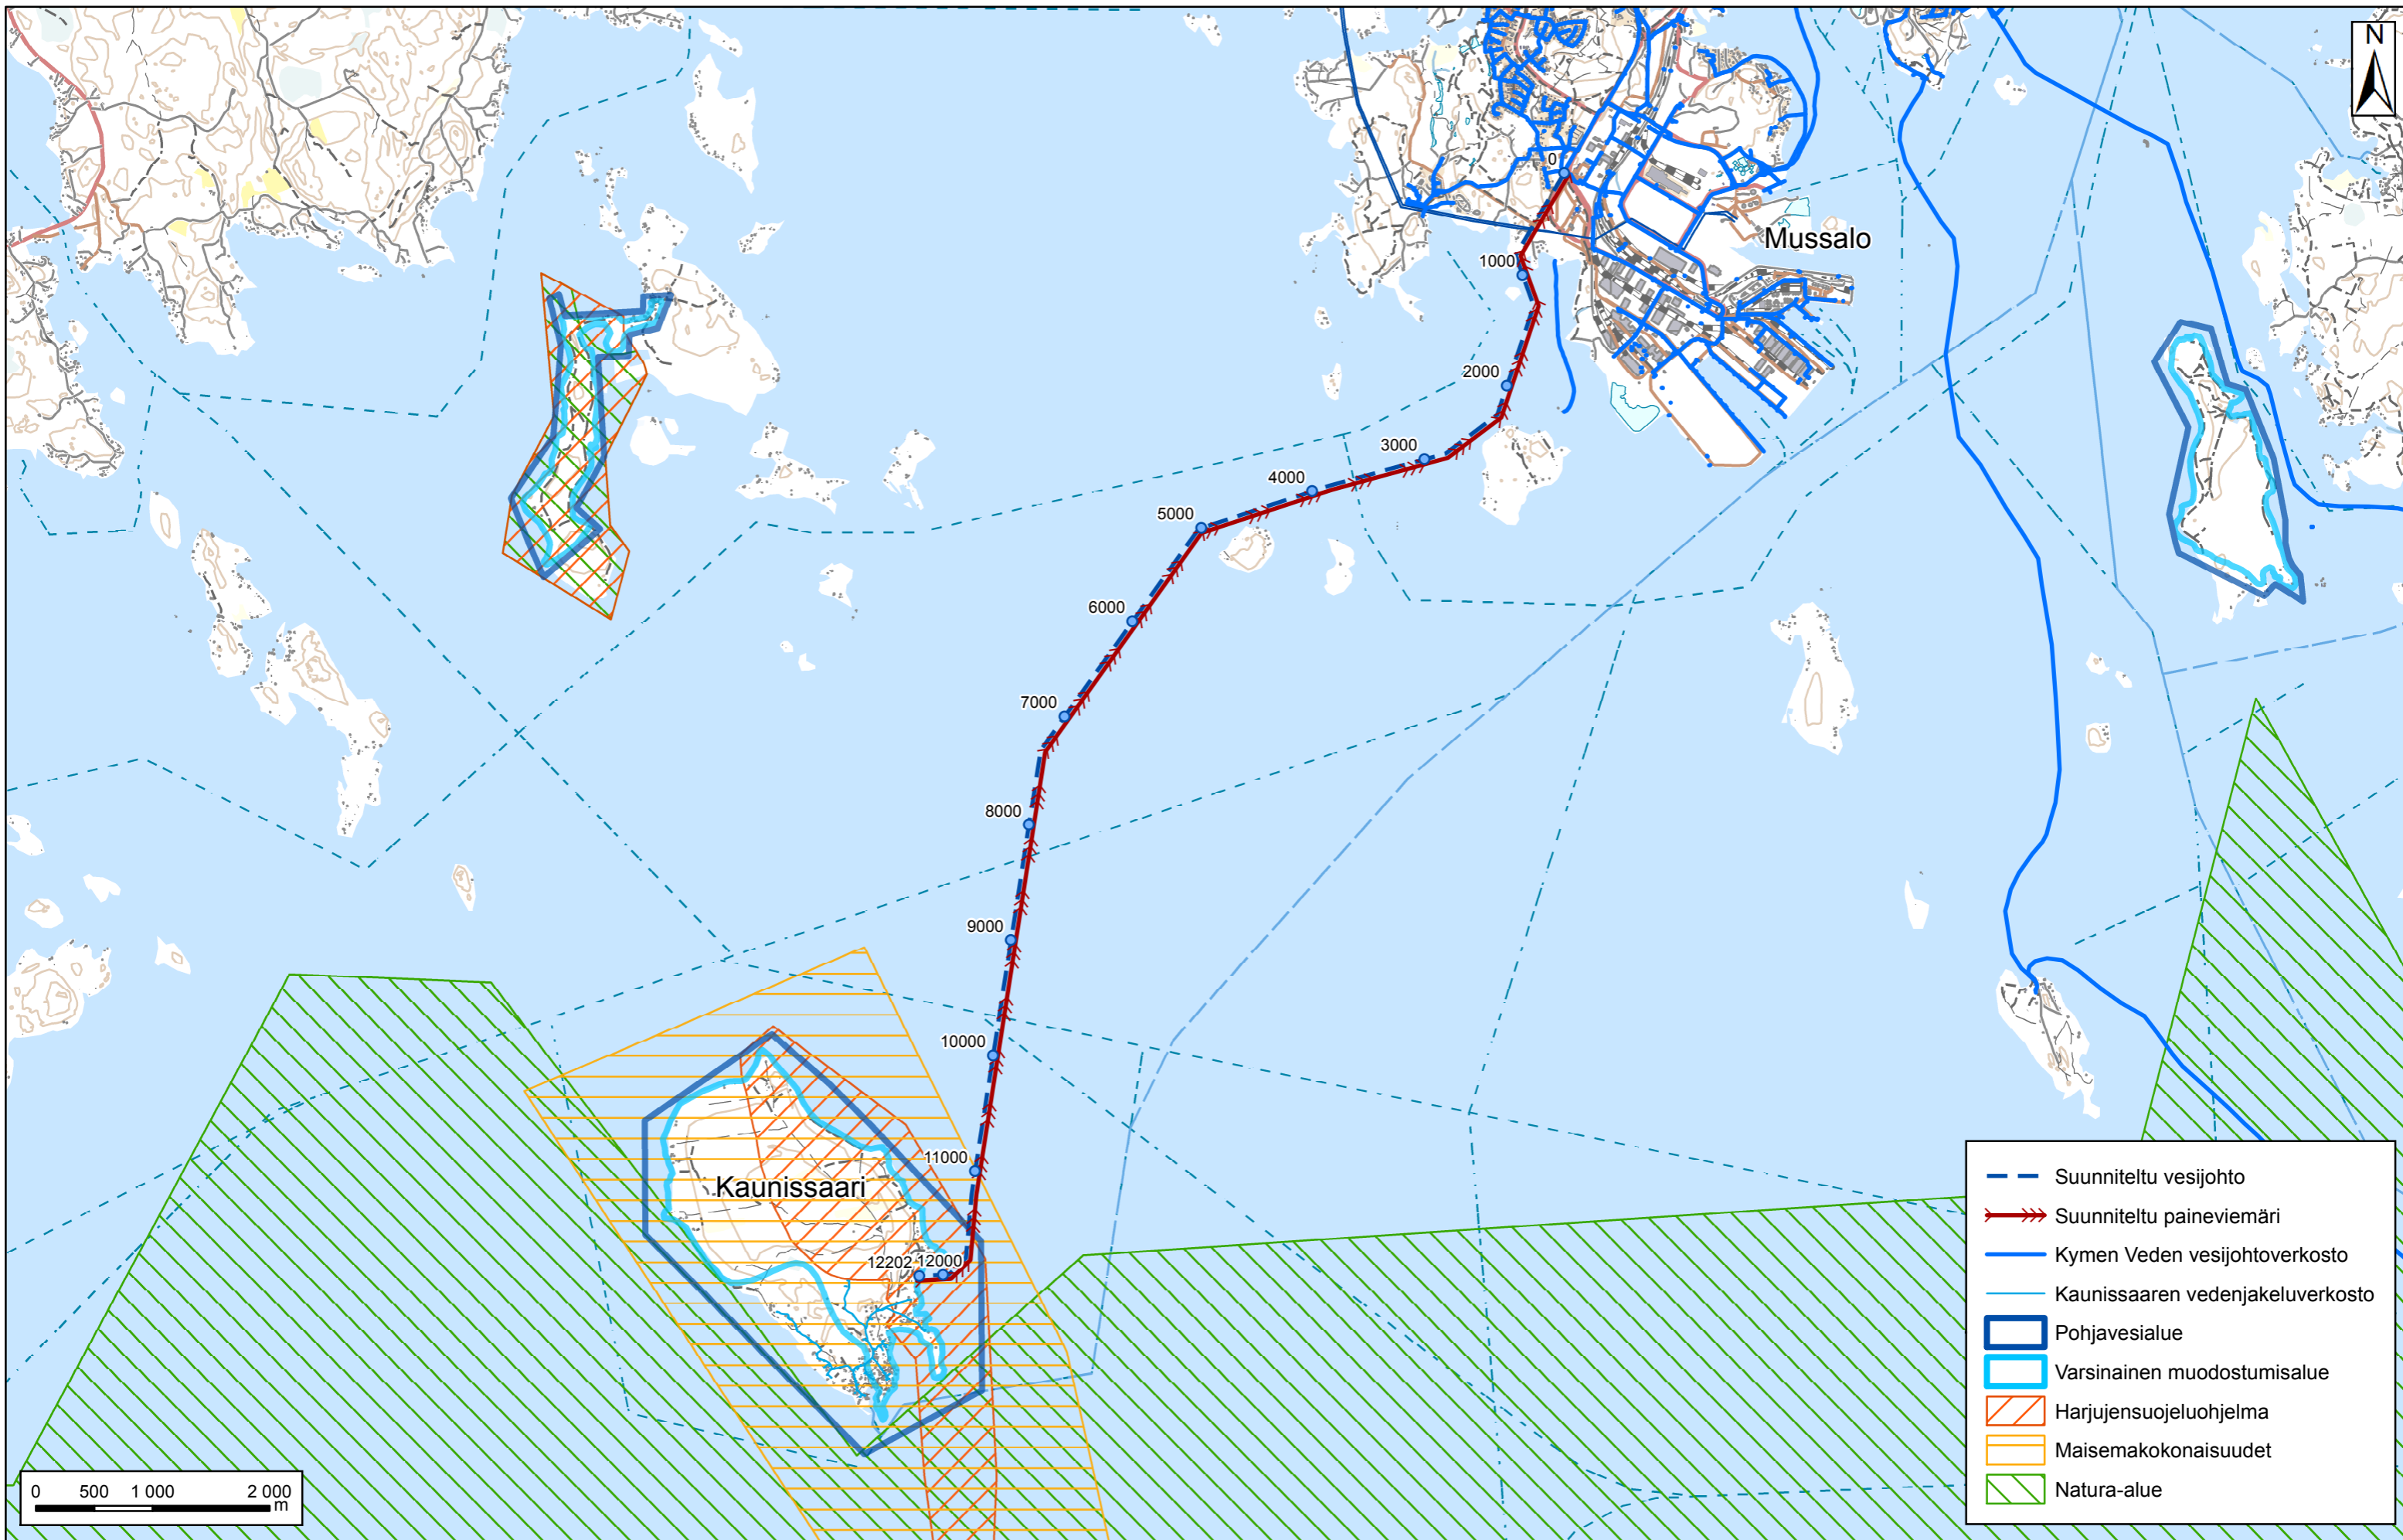 N
0
Mussalo
1000
2000
3000
4000
5000
6000
7000
8000
9000
10000
11000
Kaunissaari
12202
12000
Suunniteltu vesijohto
Suunniteltu paineviemäri
Kymen Veden vesijohtoverkosto
Kaunissaaren vedenjakeluverkosto
Pohjavesialue
Varsinainen muodostumisalue
Harjujensuojeluohjelma
Maisemakokonaisuudet
Natura-alue
0 500 1 000 2 000
m